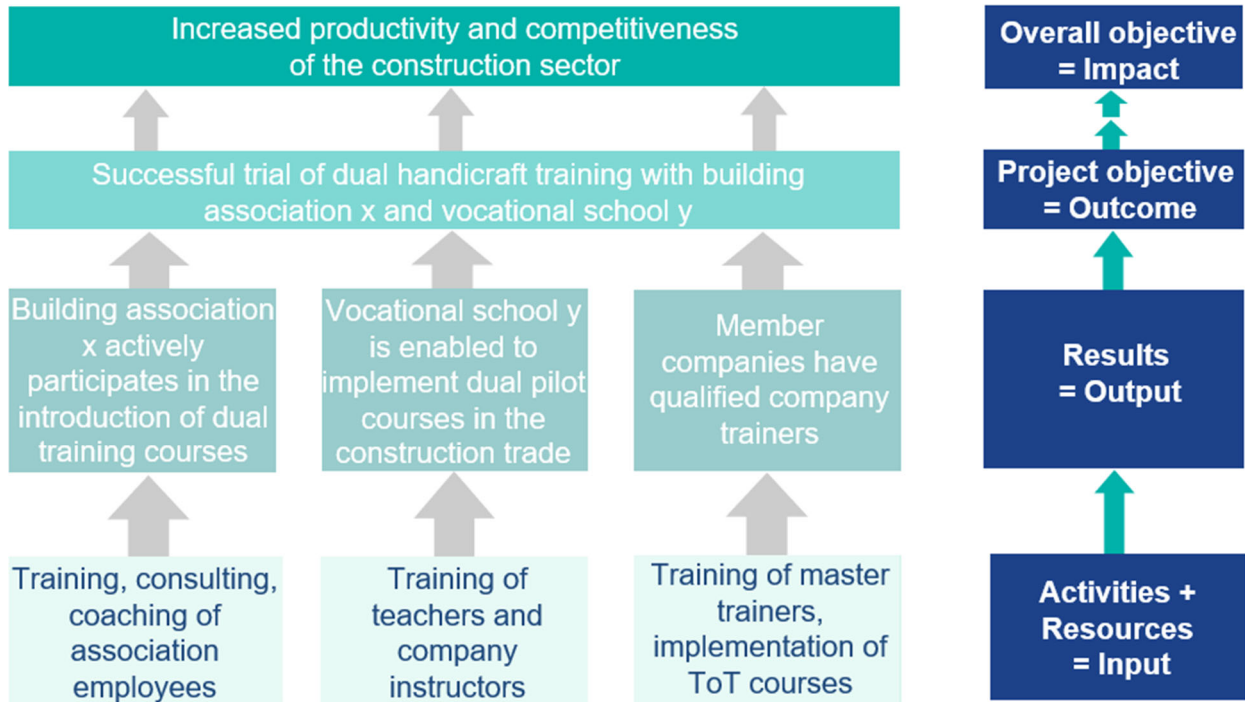 Increased productivity and competitiveness
of the construction sector
Overall objective
= Impact
Successful trial of dual handicraft training with building
association x and vocational school y
Project objective
= Outcome
Building association
x actively
participates in the
introduction of dual
training courses
Vocational school y
is enabled to
implement dual pilot
courses in the
construction trade
Member
companies have
qualified company
trainers
Results
= Output
Training, consulting,
coaching of
association
employees
Training of
teachers and
company
instructors
Training of master
trainers,
implementation of
ToT courses
Activities +
Resources
= Input